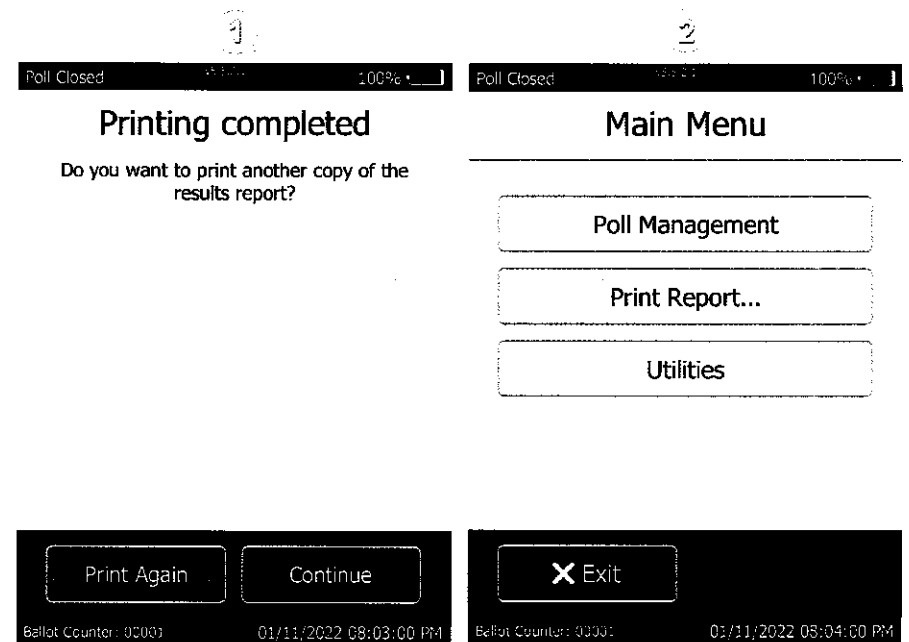 1
Poll Closed
100%
Printing completed
Do you want to print another copy of the
results report?
Print Again
Continue
Ballot Counter: 00001
01/11/2022 08:03:00 PM
2
Poll Closed
100%
Main Menu
Poll Management
Print Report...
Utilities
Exit
Ballot Counter: 00001
01/11/2022 08:04:00 PM